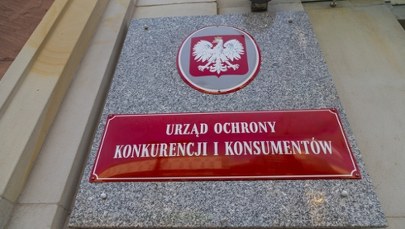 URZĄD OCHRONY
KONKURENCJI I KONSUMENTÓW